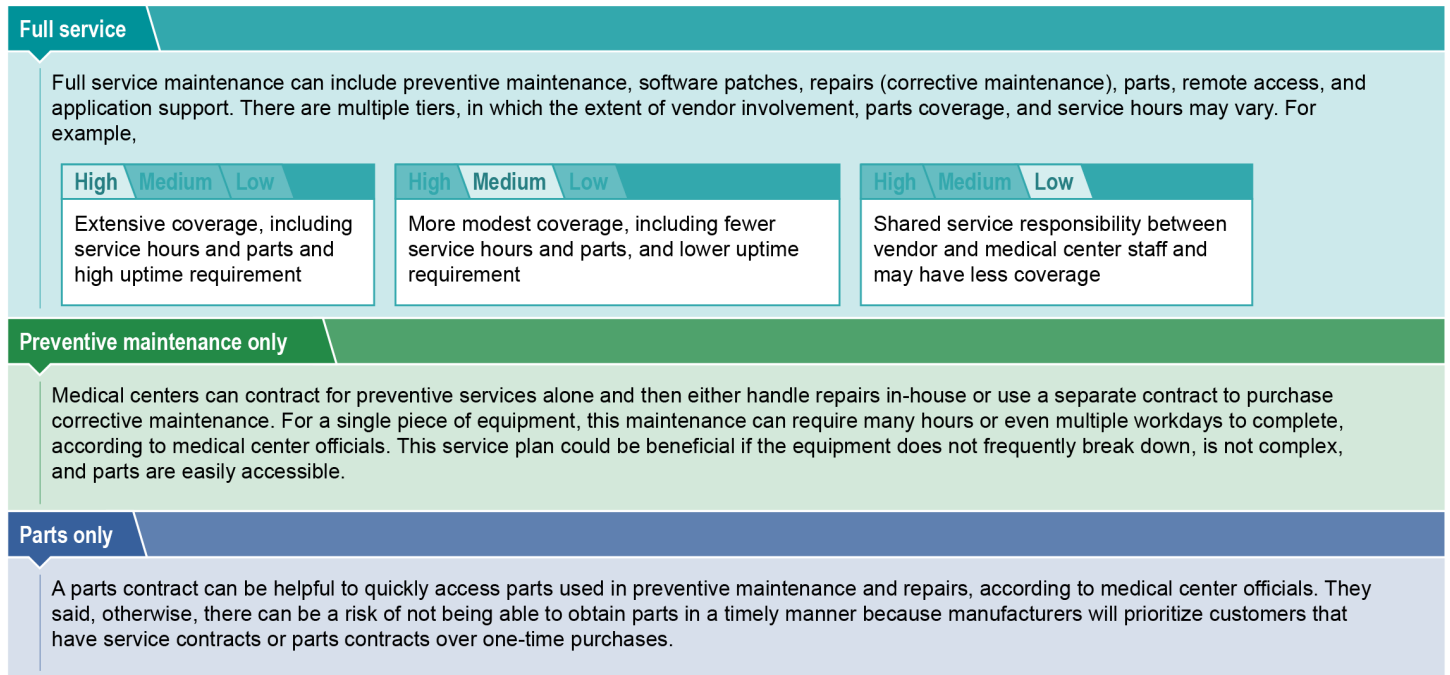 Full service
Full service maintenance can include preventive maintenance, software patches, repairs (corrective maintenance), parts, remote access, and
application support. There are multiple tiers, in which the extent of vendor involvement, parts coverage, and service hours may vary. For
example,
High Medium Low
Extensive coverage, including
service hours and parts and
high uptime requirement
High Medium Low
More modest coverage, including fewer
service hours and parts, and lower uptime
requirement
High Medium Low
Shared service responsibility between
vendor and medical center staff and
may have less coverage
Preventive maintenance only
Medical centers can contract for preventive services alone and then either handle repairs in-house or use a separate contract to purchase
corrective maintenance. For a single piece of equipment, this maintenance can require many hours or even multiple workdays to complete,
according to medical center officials. This service plan could be beneficial if the equipment does not frequently break down, is not complex,
and parts are easily accessible.
Parts only
A parts contract can be helpful to quickly access parts used in preventive maintenance and repairs, according to medical center officials. They
said, otherwise, there can be a risk of not being able to obtain parts in a timely manner because manufacturers will prioritize customers that
have service contracts or parts contracts over one-time purchases.